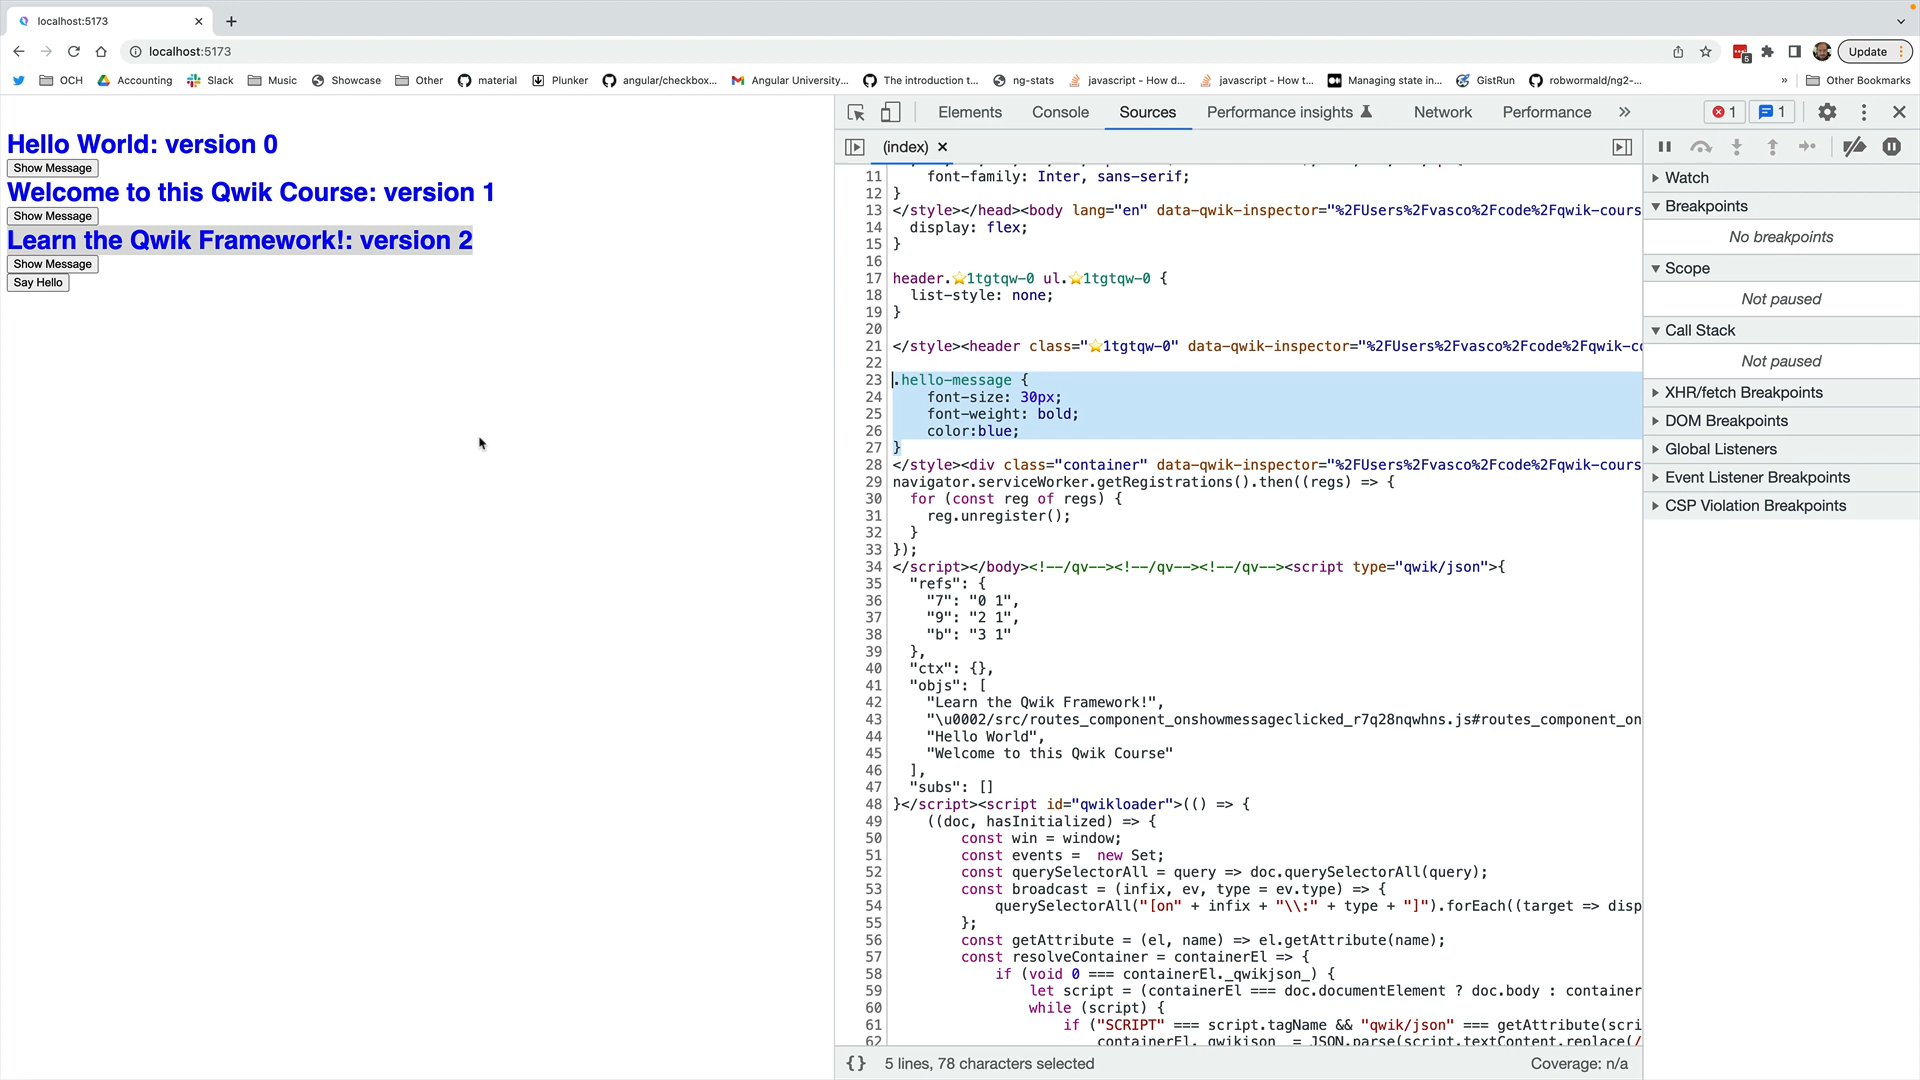 localhost:5173
localhost:5173
5
Update
OCH
Accounting
Slack
Music
Showcase
Other
material
Plunker
angular/checkbox...
Angular University...
The introduction t...
ng-stats
javascript - How d...
javascript - How t...
Managing state in...
GistRun
robwormald/ng2-...
»
Other Bookmarks
Hello World: version 0
Show Message
Welcome to this Qwik Course: version 1
Show Message
Learn the Qwik Framework!: version 2
Show Message
Say Hello
Elements
Console
Sources
Performance insights
Network
Performance
»
1
1
(index)
11 font-family: Inter, sans-serif;
12 }
13 </style></head><body lang="en" data-qwik-inspector="%2FUsers%2Fvasco%2Fcode%2Fqwik-cours
14 display: flex;
15 }
16
17 header.⭐1tgtqw-0 ul.⭐1tgtqw-0 {
18 list-style: none;
19 }
20
21 </style><header class="⭐1tgtqw-0" data-qwik-inspector="%2FUsers%2Fvasco%2Fcode%2Fqwik-co
22
23 .hello-message {
24 font-size: 30px;
25 font-weight: bold;
26 color:blue;
27 }
28 </style><div class="container" data-qwik-inspector="%2FUsers%2Fvasco%2Fcode%2Fqwik-cours
29 navigator.serviceWorker.getRegistrations().then((regs) => {
30 for (const reg of regs) {
31 reg.unregister();
32 }
33 });
34 </script></body><!--/qv--><!--/qv--><!--/qv--><script type="qwik/json">{
35 "refs": {
36 "7": "0 1",
37 "9": "2 1",
38 "b": "3 1"
39 },
40 "ctx": {},
41 "objs": [
42 "Learn the Qwik Framework!",
43 "\u0002/src/routes_component_onshowmessageclicked_r7q28nqwhns.js#routes_component_on
44 "Hello World",
45 "Welcome to this Qwik Course"
46 ],
47 "subs": []
48 }</script><script id="qwikloader">(() => {
49 ((doc, hasInitialized) => {
50 const win = window;
51 const events = new Set;
52 const querySelectorAll = query => doc.querySelectorAll(query);
53 const broadcast = (infix, ev, type = ev.type) => {
54 querySelectorAll("[on" + infix + "\\:" + type + "]").forEach((target => disp
55 };
56 const getAttribute = (el, name) => el.getAttribute(name);
57 const resolveContainer = containerEl => {
58 if (void 0 === containerEl._qwikjson_) {
59 let script = (containerEl === doc.documentElement ? doc.body : container
60 while (script) {
61 if ("SCRIPT" === script.tagName && "qwik/json" === getAttribute(scri
62 containerEl._qwikjson_ = JSON.parse(script.textContent.replace(/
{} 5 lines, 78 characters selected
Coverage: n/a
Watch
Breakpoints
No breakpoints
Scope
Not paused
Call Stack
Not paused
XHR/fetch Breakpoints
DOM Breakpoints
Global Listeners
Event Listener Breakpoints
CSP Violation Breakpoints